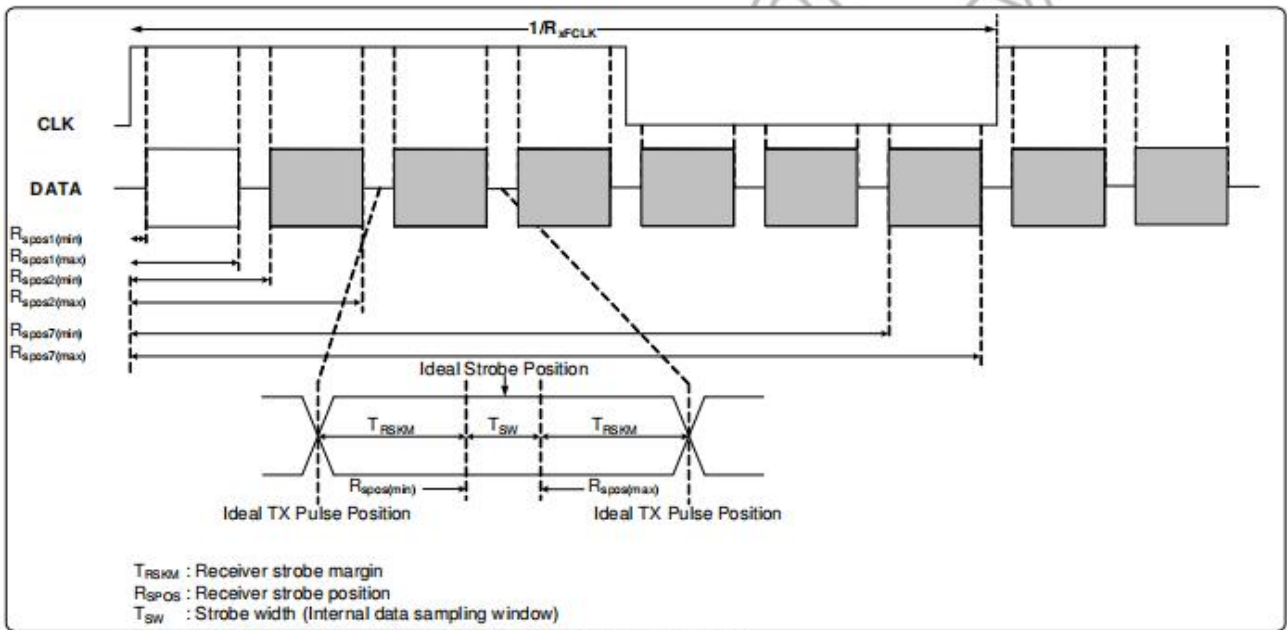 1/RxFCLK
CLK
DATA
Rspos1(min)
Rspos1(max)
Rspos2(min)
Rspos2(max)
Rspos7(min)
Rspos7(max)
Ideal Strobe Position
TRSKM TSW TRSKM
Rspos(min) Rspos(max)
Ideal TX Pulse Position Ideal TX Pulse Position
TRSKM : Receiver strobe margin
RSPOS : Receiver strobe position
TSW : Strobe width (Internal data sampling window)